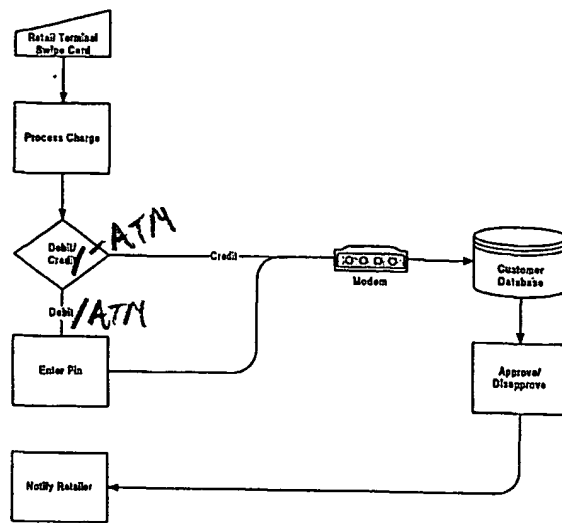 Retail Terminal
Swipe Card
Process Charge
Debit/
Credit/ATM
Credit
Modem
Customer
Database
Debit/ATM
Enter Pin
Approve/
Disapprove
Notify Retailer